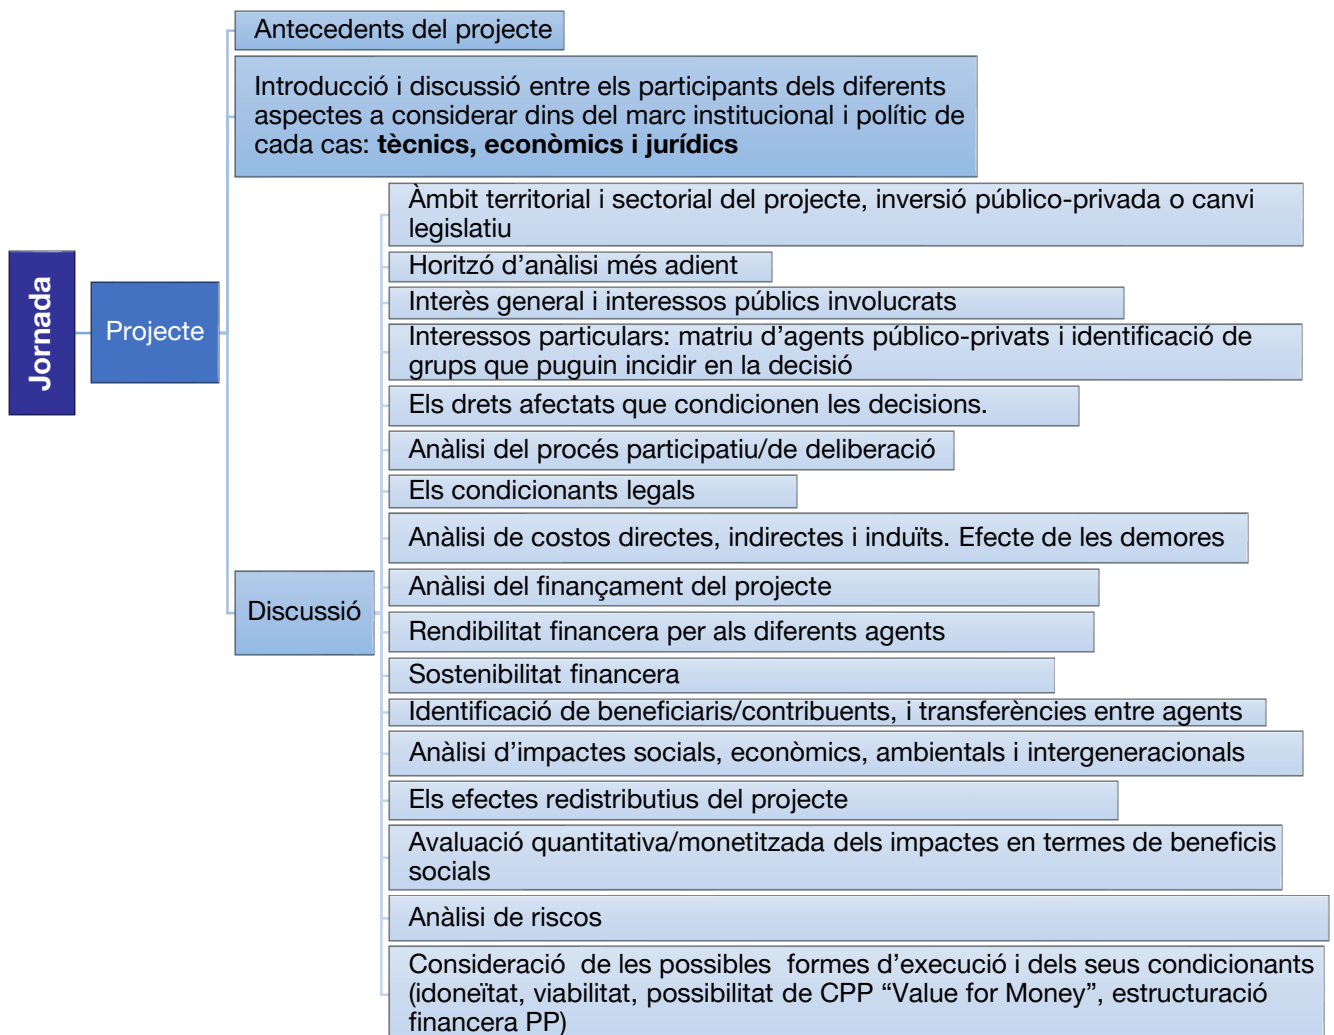 Jornada
Projecte
Antecedents del projecte
Introducció i discussió entre els participants dels diferents
aspectes a considerar dins del marc institucional i polític de
cada cas: tècnics, econòmics i jurídics
Discussió
Àmbit territorial i sectorial del projecte, inversió público-privada o canvi
legislatiu
Horitzó d’anàlisi més adient
Interès general i interessos públics involucrats
Interessos particulars: matriu d’agents público-privats i identificació de
grups que puguin incidir en la decisió
Els drets afectats que condicionen les decisions.
Anàlisi del procés participatiu/de deliberació
Els condicionants legals
Anàlisi de costos directes, indirectes i induïts. Efecte de les demores
Anàlisi del finançament del projecte
Rendibilitat financera per als diferents agents
Sostenibilitat financera
Identificació de beneficiaris/contribuents, i transferències entre agents
Anàlisi d’impactes socials, econòmics, ambientals i intergeneracionals
Els efectes redistributius del projecte
Avaluació quantitativa/monetitzada dels impactes en termes de beneficis
socials
Anàlisi de riscos
Consideració de les possibles formes d’execució i dels seus condicionants
(idoneïtat, viabilitat, possibilitat de CPP “Value for Money”, estructuració
financera PP)